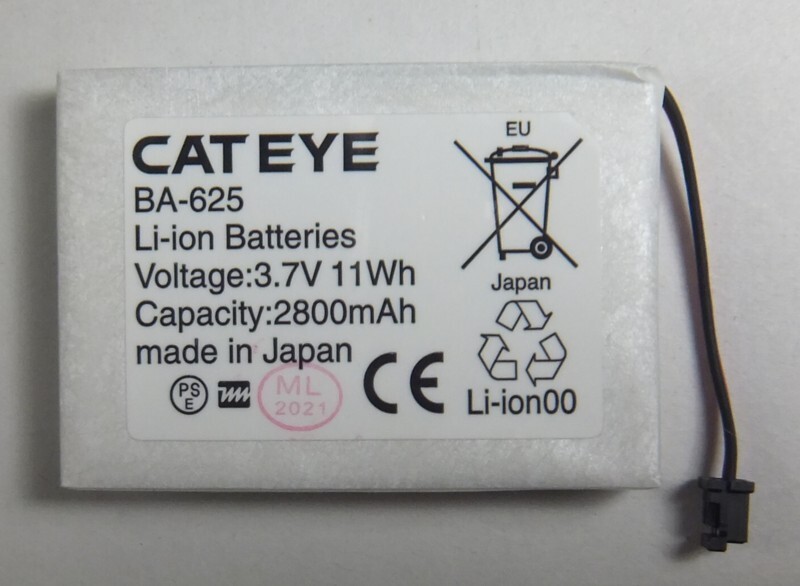 CATEYE
BA-625
Li-ion Batteries
Voltage:3.7V 11Wh
Capacity:2800mAh
made in Japan
PS
E
ML
2021
CE
EU
Japan
Li-ion00